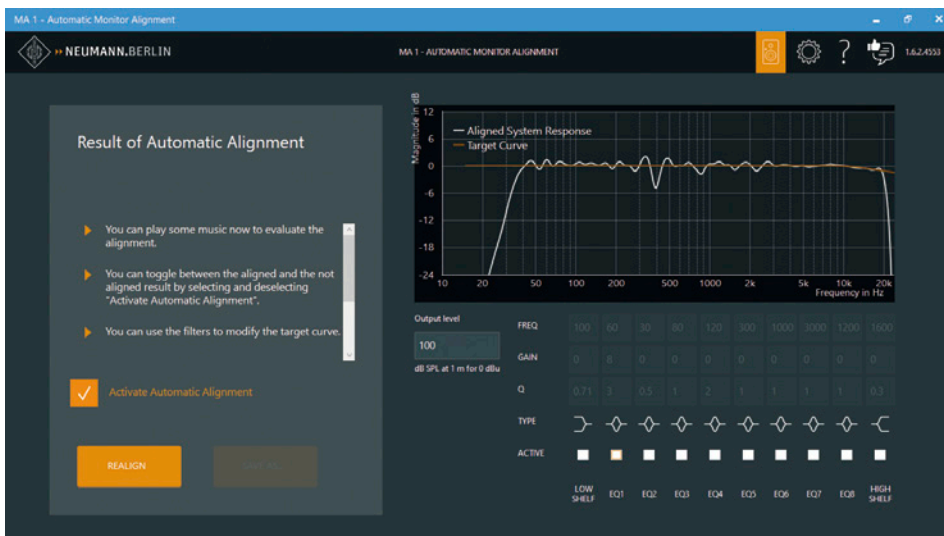 MA 1 - Automatic Monitor Alignment
NEUMANN.BERLIN
MA 1 - AUTOMATIC MONITOR ALIGNMENT
?
1.6.2.4553
Result of Automatic Alignment
You can play some music now to evaluate the
alignment.
You can toggle between the aligned and the not
aligned result by selecting and deselecting
"Activate Automatic Alignment".
You can use the filters to modify the target curve.
Activate Automatic Alignment
REALIGN
Magnitude in dB
12
6
0
-6
-12
-18
-24
Aligned System Response
Target Curve
10 20 50 100 200 500 1000 2k 5k 10k 20k
Frequency in Hz
Output level
100
dB SPL at 1 m for 0 dBu
FREQ 100 60 30 80 120 300 1000 3000 1200 1600
GAIN 0 8 0 0 0 0 0 0 0 0
Q 0.71 3 0.5 1 2 1 1 1 1 0.3
TYPE
ACTIVE
LOW SHELF EQ1 EQ2 EQ3 EQ4 EQ5 EQ6 EQ7 EQ8 HIGH SHELF